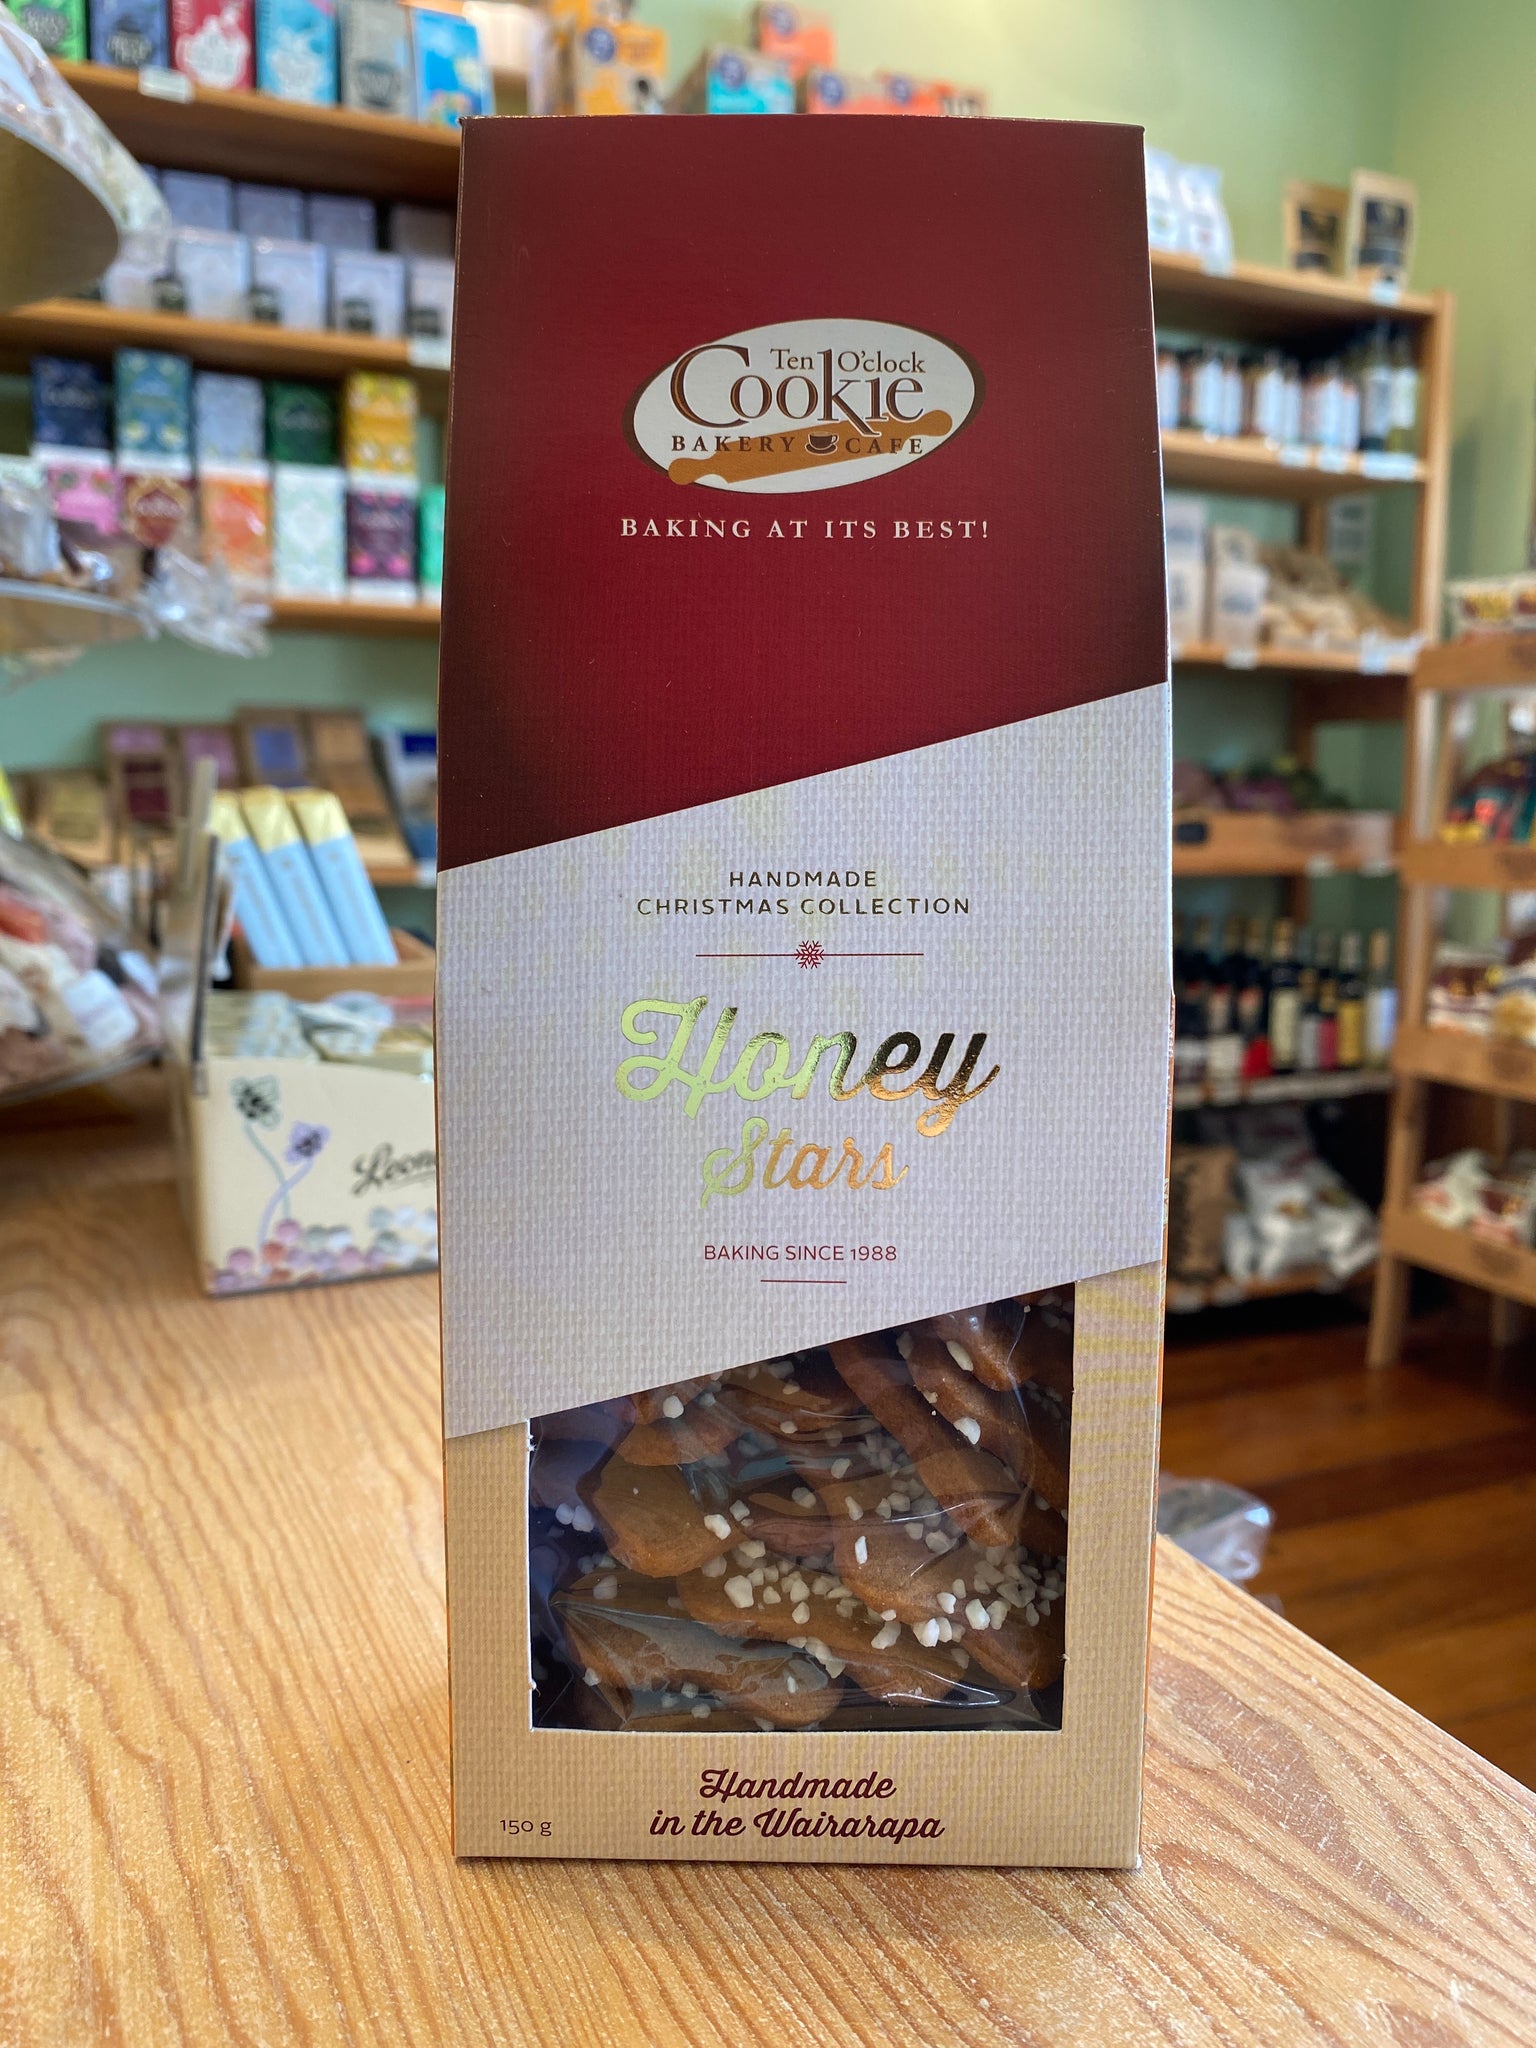 Ten O'clock
Cookie
BAKERY CAFE
BAKING AT ITS BEST!
HANDMADE
CHRISTMAS COLLECTION
Honey
Stars
BAKING SINCE 1988
Handmade
in the Wairarapa
150 g